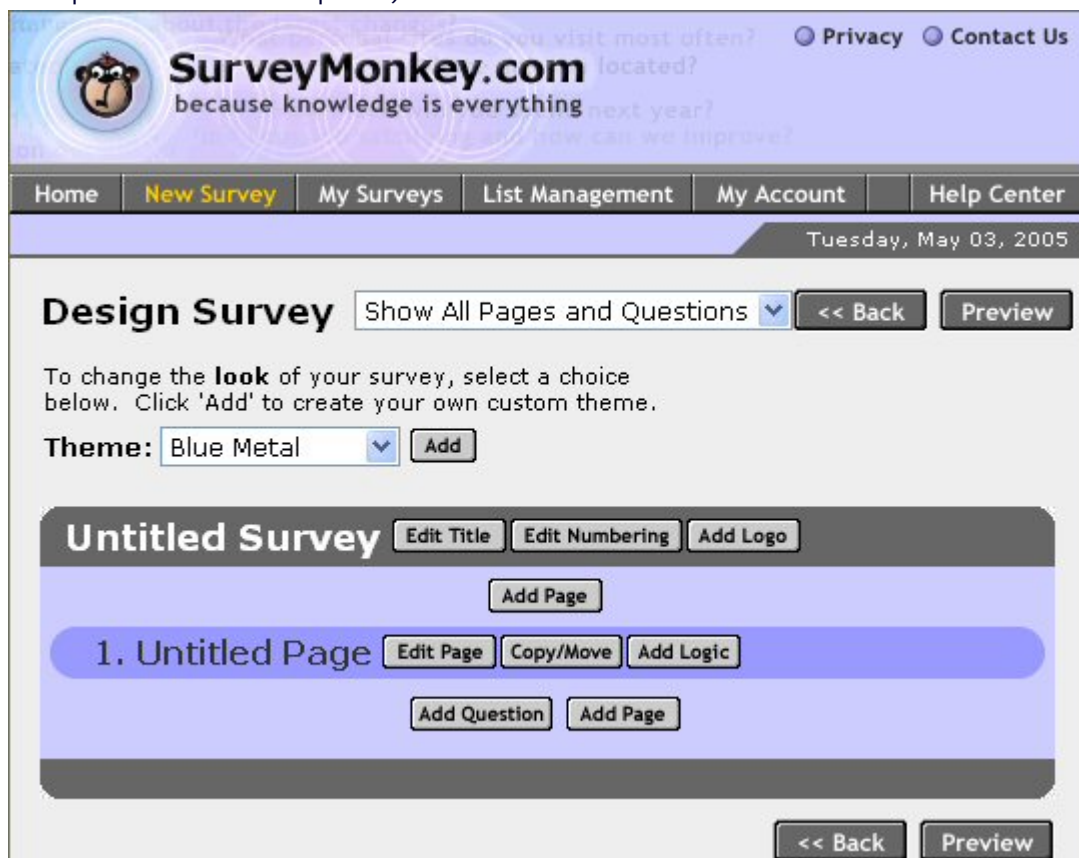 Privacy Contact Us
SurveyMonkey.com
because knowledge is everything
Home New Survey My Surveys List Management My Account Help Center
Tuesday, May 03, 2005
Design Survey Show All Pages and Questions << Back Preview
To change the look of your survey, select a choice
below. Click 'Add' to create your own custom theme.
Theme: Blue Metal Add
Untitled Survey Edit Title Edit Numbering Add Logo
Add Page
1. Untitled Page Edit Page Copy/Move Add Logic
Add Question Add Page
<< Back Preview